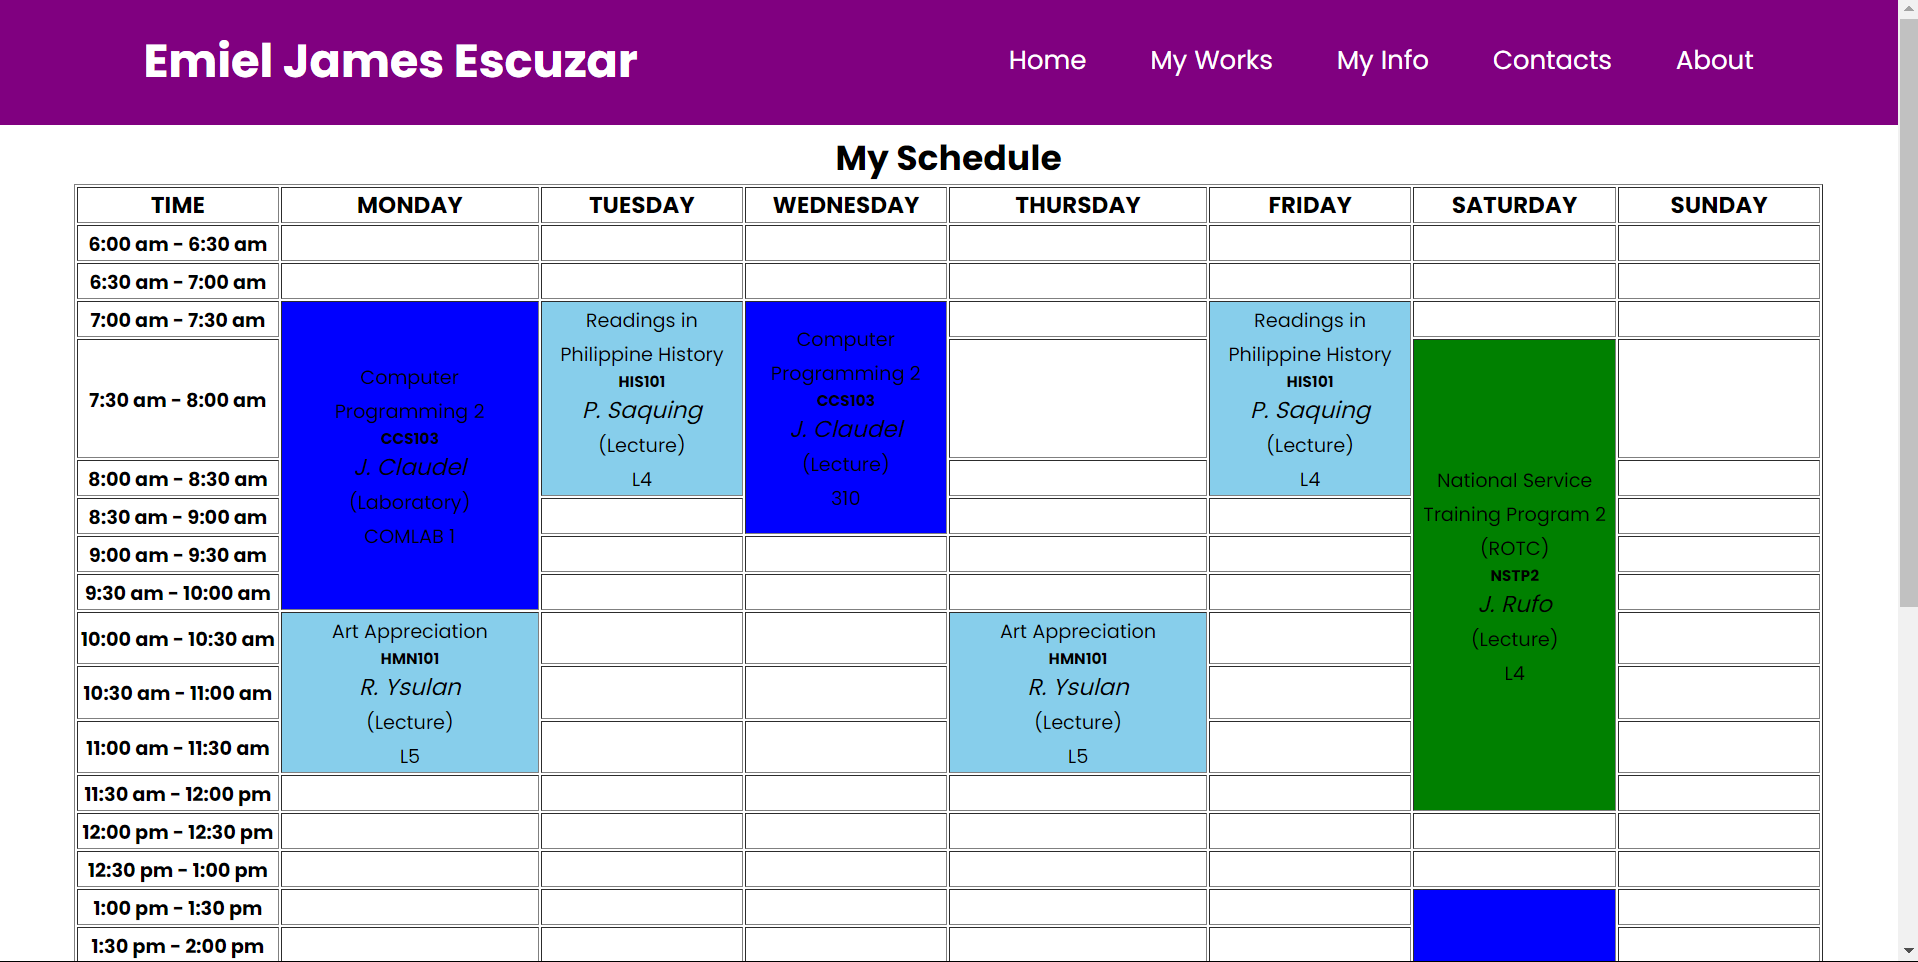 Emiel James Escuzar
Home
My Works
My Info
Contacts
About
My Schedule
TIME MONDAY TUESDAY WEDNESDAY THURSDAY FRIDAY SATURDAY SUNDAY
6:00 am - 6:30 am
6:30 am - 7:00 am
7:00 am - 7:30 am
7:30 am - 8:00 am
8:00 am - 8:30 am
8:30 am - 9:00 am
9:00 am - 9:30 am
9:30 am - 10:00 am
10:00 am - 10:30 am
10:30 am - 11:00 am
11:00 am - 11:30 am
11:30 am - 12:00 pm
12:00 pm - 12:30 pm
12:30 pm - 1:00 pm
1:00 pm - 1:30 pm
1:30 pm - 2:00 pm
Computer
Programming 2
CCS103
J. Claudel
(Laboratory)
COMLAB 1
Art Appreciation
HMN101
R. Ysulan
(Lecture)
L5
Readings in
Philippine History
HIS101
P. Saquing
(Lecture)
L4
Computer
Programming 2
CCS103
J. Claudel
(Lecture)
310
Art Appreciation
HMN101
R. Ysulan
(Lecture)
L5
Readings in
Philippine History
HIS101
P. Saquing
(Lecture)
L4
National Service
Training Program 2
(ROTC)
NSTP2
J. Rufo
(Lecture)
L4